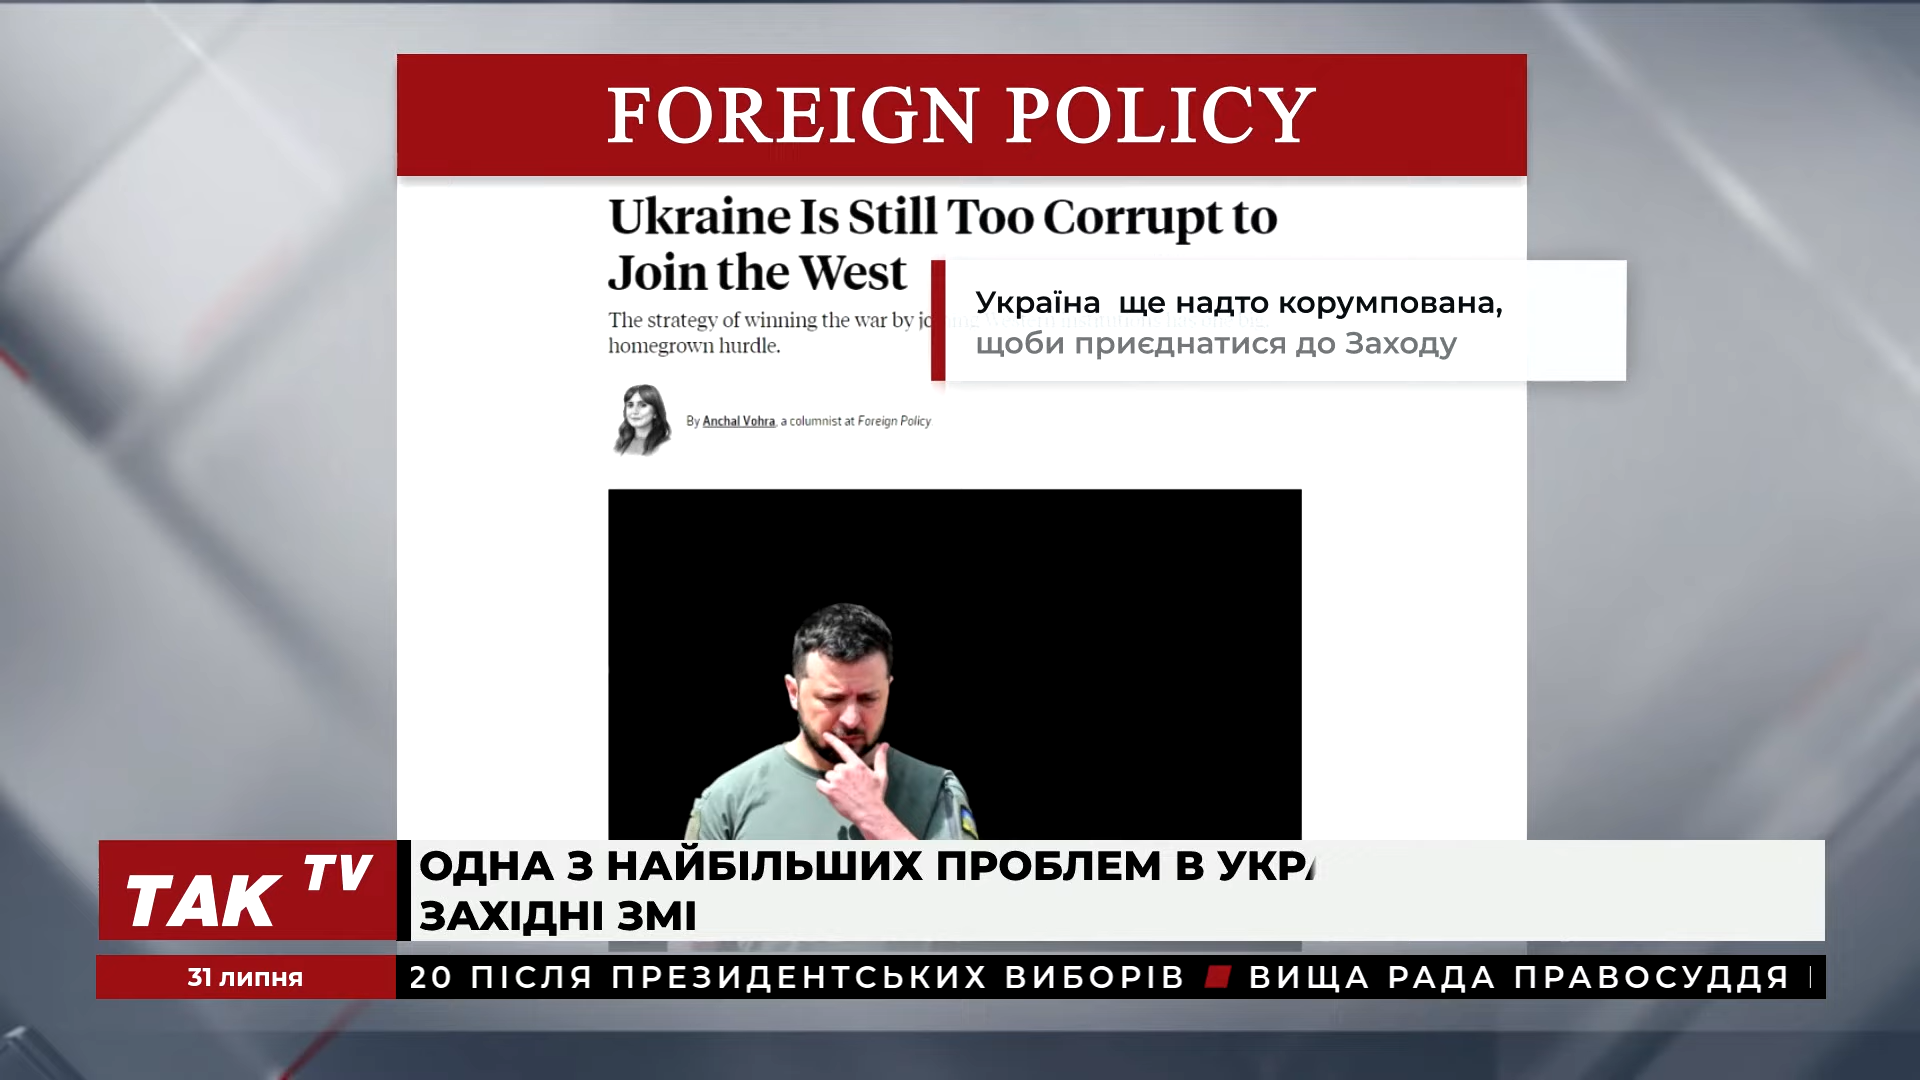 FOREIGN POLICY
Ukraine Is Still Too Corrupt to
Join the West
The strategy of winning the war by
homegrown hurdle.
Україна ще надто корумпована,
щоби приєднатися до Заходу
By Anchal Vohra, a columnist at Foreign Policy
ТАК TV
ОДНА З НАЙБІЛЬШИХ ПРОБЛЕМ В
ЗАХІДНІ ЗМІ
31 липня
20 ПІСЛЯ ПРЕЗИДЕНТСЬКИХ ВИБОРІВ ВИЩА РАДА ПРАВОСУДДЯ